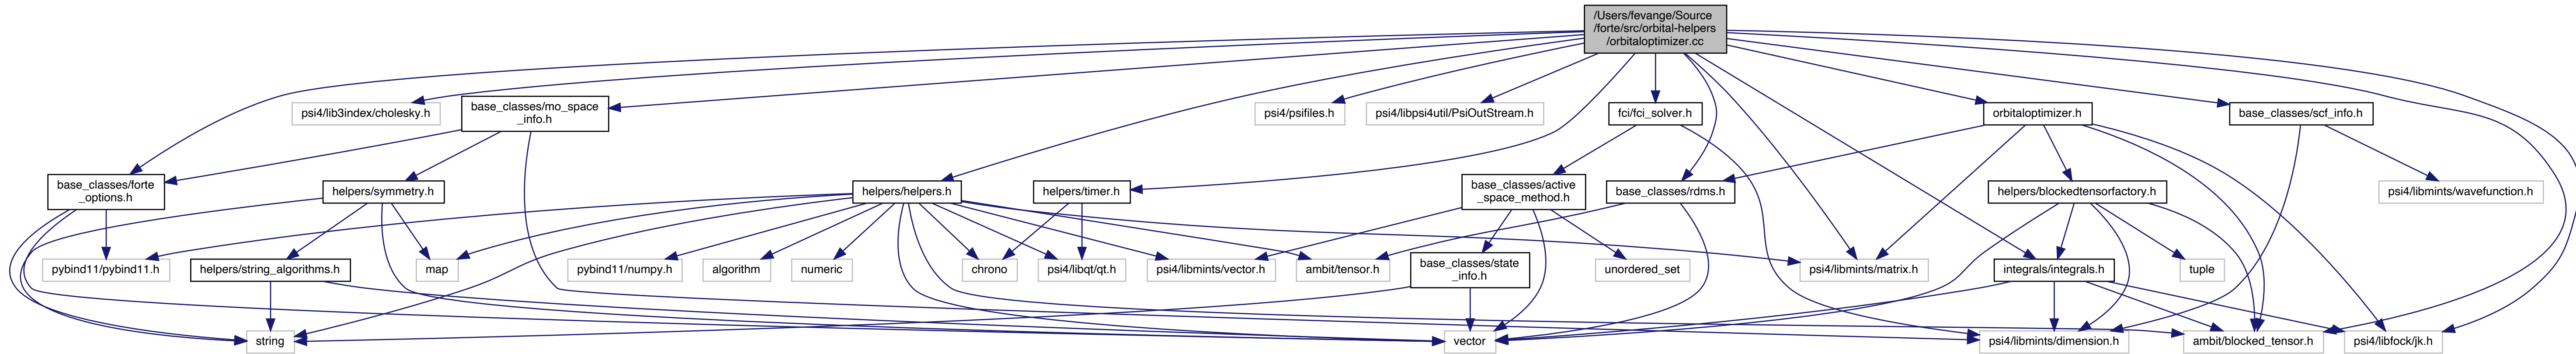 /Users/fevange/Source
/forte/src/orbital-helpers
/orbitaloptimizer.cc
psi4/lib3index/cholesky.h
base_classes/mo_space
_info.h
psi4/psifiles.h
psi4/libpsi4util/PsiOutStream.h
fci/fci_solver.h
orbitaloptimizer.h
base_classes/scf_info.h
base_classes/forte
_options.h
helpers/symmetry.h
helpers/helpers.h
helpers/timer.h
base_classes/active
_space_method.h
base_classes/rdms.h
helpers/blockedtensorfactory.h
psi4/libmints/wavefunction.h
pybind11/pybind11.h
helpers/string_algorithms.h
map
pybind11/numpy.h
algorithm
numeric
chrono
psi4/libqt/qt.h
psi4/libmints/vector.h
ambit/tensor.h
base_classes/state
_info.h
unordered_set
psi4/libmints/matrix.h
integrals/integrals.h
tuple
string
vector
psi4/libmints/dimension.h
ambit/blocked_tensor.h
psi4/libfock/jk.h